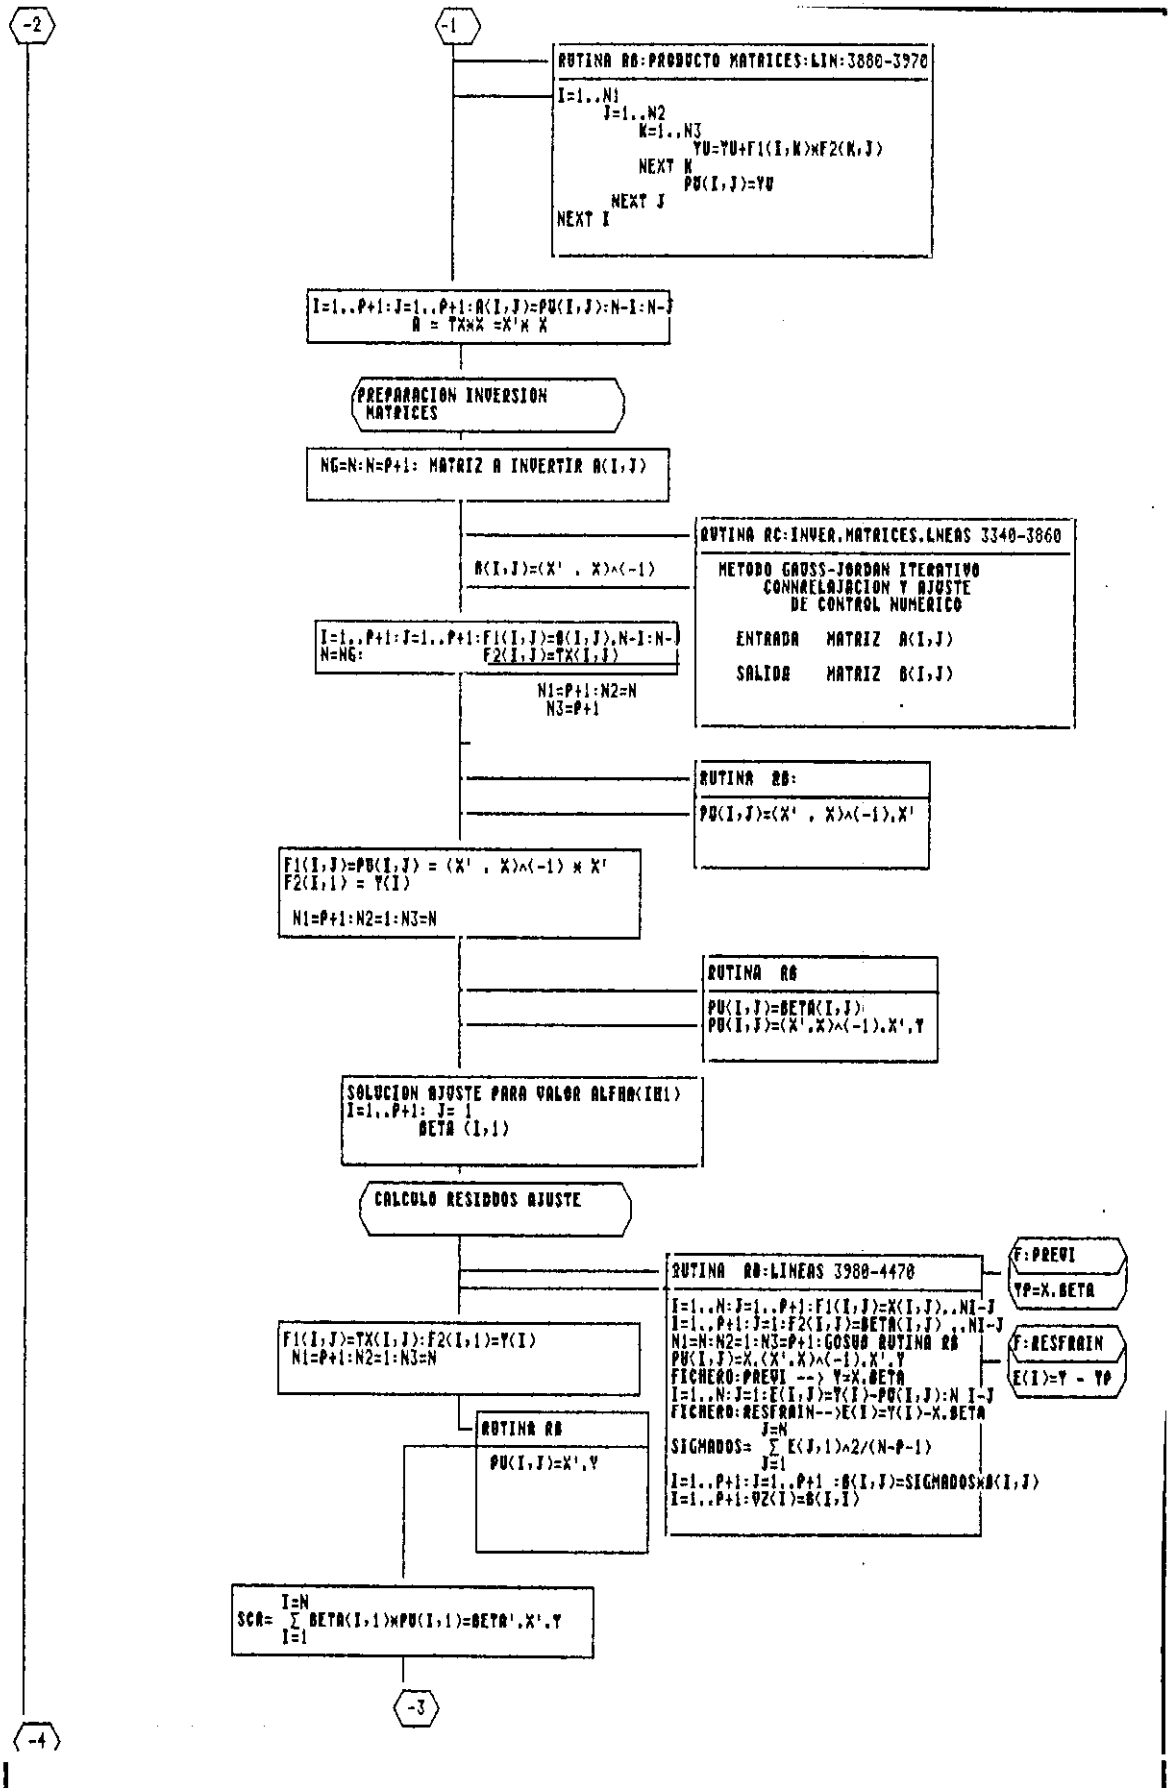 -2
-1
RUTINA RB:PRODUCTO MATRICES:LIN:3880-3970
I=1..N1
J=1..N2
K=1..N3
YU=YU+F1(I,K)*F2(K,J)
NEXT K
PU(I,J)=YU
NEXT J
NEXT I
I=1..P+1:J=1..P+1:A(I,J)=PU(I,J):N-I:N-J
A = TX*X =X'* X
PREPARACION INVERSION
MATRICES
NG=N:N=P+1: MATRIZ A INVERTIR A(I,J)
RUTINA RC:INVER.MATRICES.LNEAS 3340-3860
METODO GAUSS-JORDAN ITERATIVO
CONNRELAJACION Y AJUSTE
DE CONTROL NUMERICO
ENTRADA MATRIZ A(I,J)
SALIDA MATRIZ B(I,J)
B(I,J)=(X' . X)^(-1)
I=1..P+1:J=1..P+1:F1(I,J)=B(I,J).N-I:N-J
N=NG: F2(I,J)=TX(I,J)
N1=P+1:N2=N
N3=P+1
RUTINA RB:
PU(I,J)=(X' . X)^(-1).X'
F1(I,J)=PU(I,J) = (X' . X)^(-1) * X'
F2(I,1) = Y(I)
N1=P+1:N2=1:N3=N
RUTINA RB
PU(I,J)=BETA(I,J)
PU(I,J)=(X'.X)^(-1).X'.Y
SOLUCION AJUSTE PARA VALOR ALFHA(IH1)
I=1..P+1: J= 1
BETA (I,1)
CALCULO RESIDUOS AJUSTE
RUTINA RD:LINEAS 3980-4470
I=1..N:J=1..P+1:F1(I,J)=X(I,J)..NI-J
I=1..P+1:J=1:F2(I,J)=BETA(I,J) ..NI-J
N1=N:N2=1:N3=P+1:GOSUB RUTINA RB
PU(I,J)=X.(X'.X)^(-1).X'.Y
FICHERO:PREVI --> Y=X.BETA
I=1..N:J=1:E(I,J)=Y(I)-PU(I,J):N I-J
FICHERO:RESFRAIN-->E(I)=Y(I)-X.BETA
J=N
SIGMADOS= ∑ E(J,1)^2/(N-P-1)
J=1
I=1..P+1:J=1..P+1 :B(I,J)=SIGMADOS*B(I,J)
I=1..P+1:VZ(I)=B(I,I)
F:PREVI
YP=X.BETA
F:RESFRAIN
E(I)=Y - YP
F1(I,J)=TX(I,J):F2(I,1)=Y(I)
N1=P+1:N2=1:N3=N
RUTINA RB
PU(I,J)=X'.Y
I=N
SCR= ∑ BETA(I,1)*PU(I,1)=BETA'.X'.Y
I=1
-3
-4